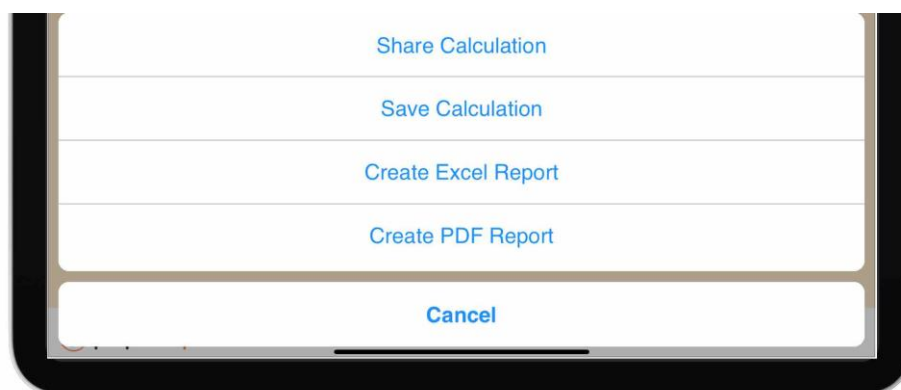 Share Calculation
Save Calculation
Create Excel Report
Create PDF Report
Cancel